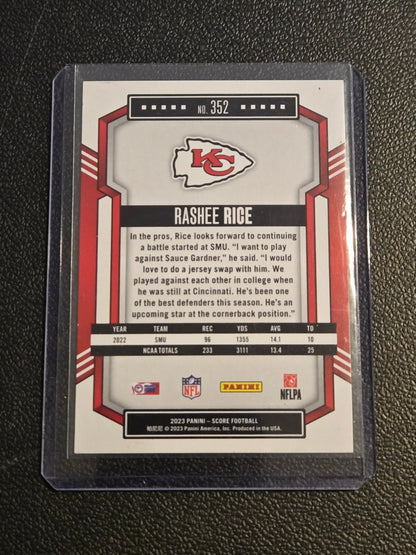 NO. 352
KC
RASHEE RICE
In the pros, Rice looks forward to continuing
a battle started at SMU. “I want to play
against Sauce Gardner,” he said. “I would
love to do a jersey swap with him. We
played against each other in college when
he was still at Cincinnati. He’s been one
of the best defenders this season. He’s an
upcoming star at the cornerback position.”
YEAR TEAM REC YDS AVG TD
2022 SMU 96 1355 14.1 10
NCAA TOTALS 233 3111 13.4 25
NFL PANINI NFLPA
2023 PANINI – SCORE FOOTBALL
帕尼尼 © 2023 Panini America, Inc. Produced in the USA.